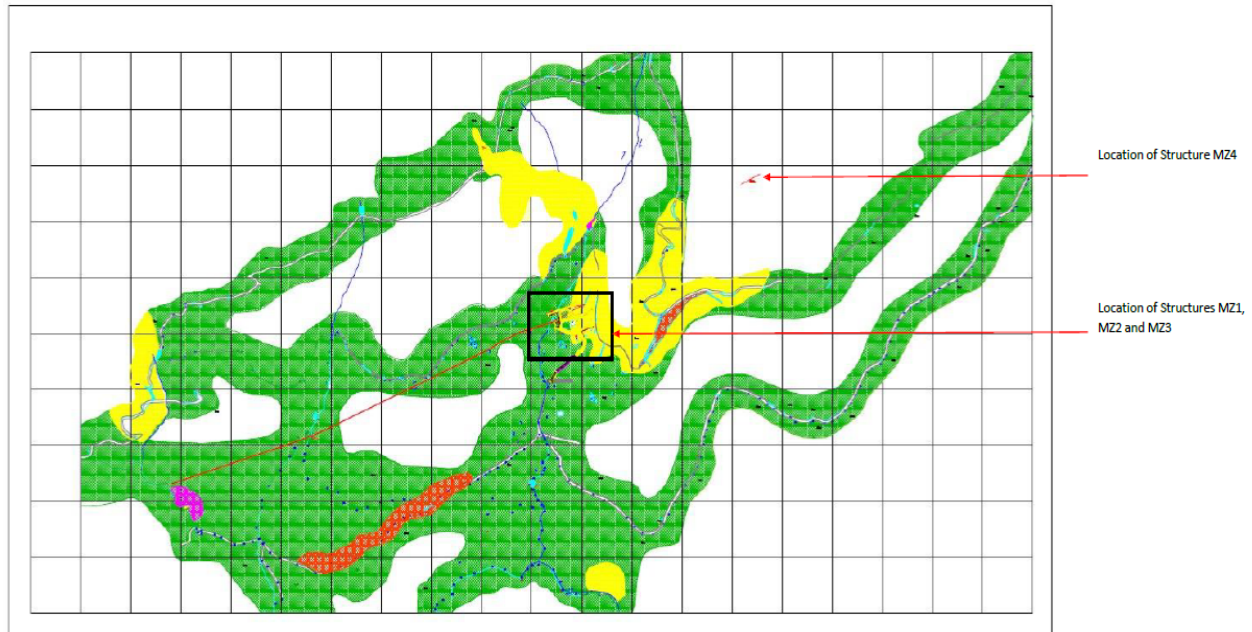 Location of Structure MZ4
Location of Structures MZ1,
MZ2 and MZ3